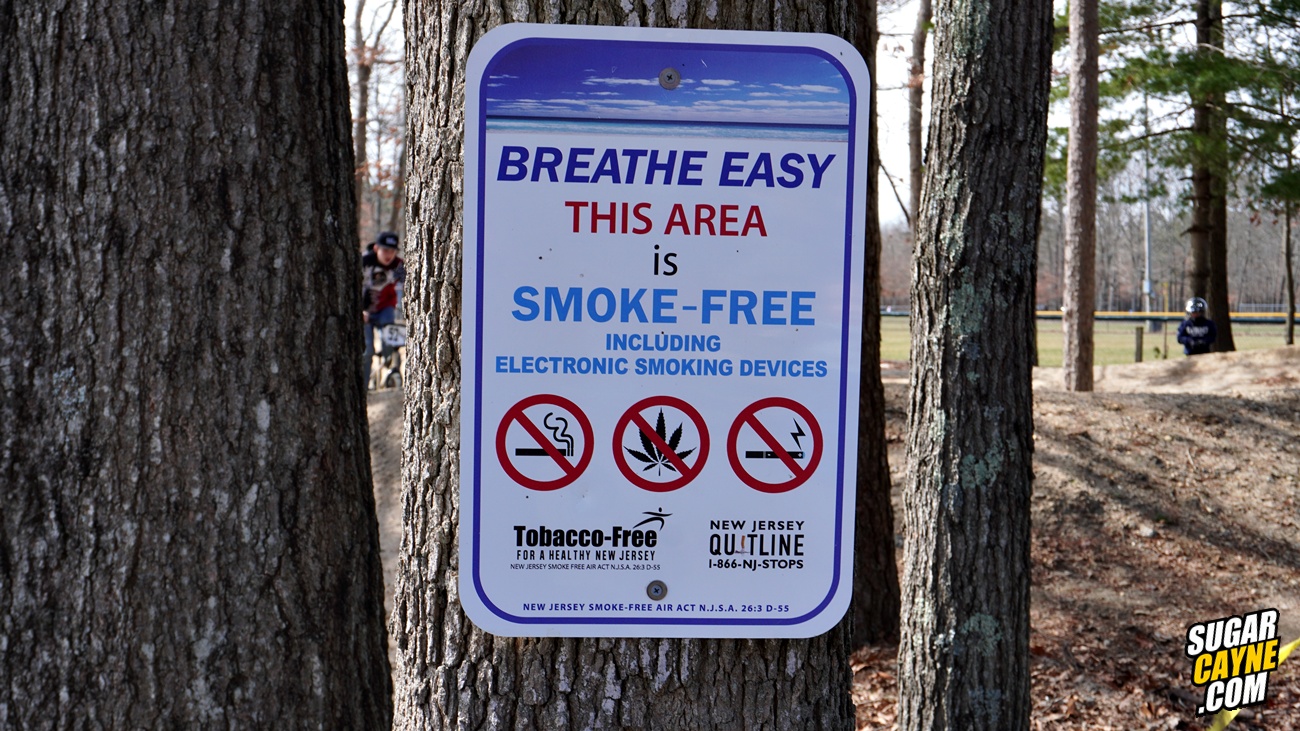 BREATHE EASY
THIS AREA
is
SMOKE-FREE
INCLUDING
ELECTRONIC SMOKING DEVICES
Tobacco-Free
FOR A HEALTHY NEW JERSEY
NEW JERSEY SMOKE FREE AIR ACT N.J.S.A. 26:3 D-55
NEW JERSEY
QUITLINE
1-866-NJ-STOPS
NEW JERSEY SMOKE-FREE AIR ACT N.J.S.A. 26:3 D-55
SUGAR
CAYNE
.COM